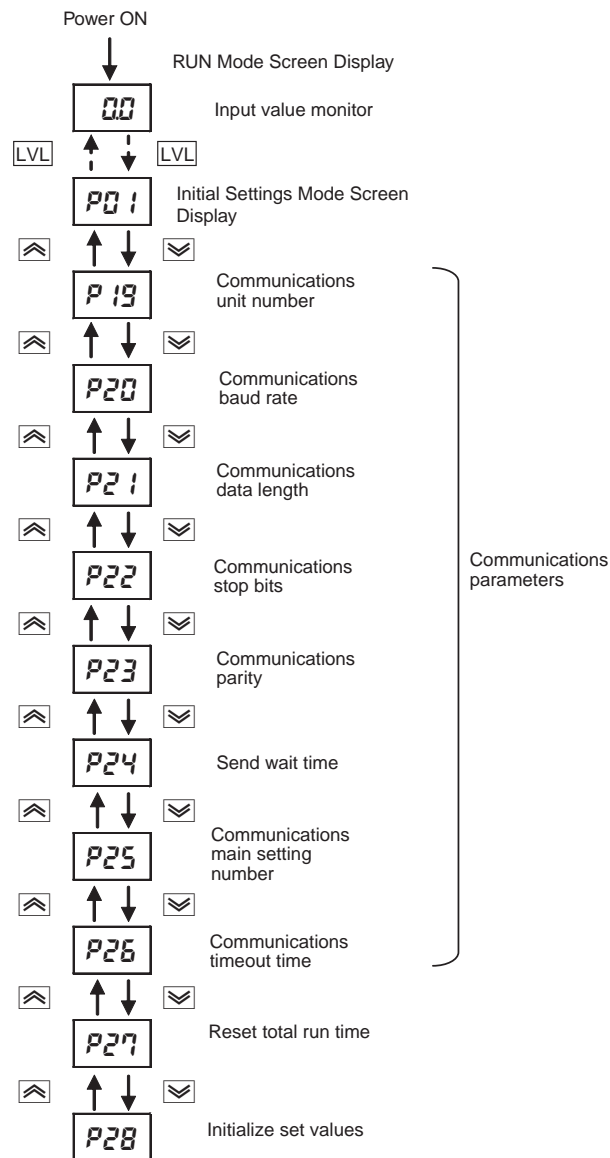 Power ON
RUN Mode Screen Display
0.0
Input value monitor
LVL
LVL
P01
Initial Settings Mode Screen
Display
P19
Communications
unit number
P20
Communications
baud rate
P21
Communications
data length
P22
Communications
stop bits
Communications
parameters
P23
Communications
parity
P24
Send wait time
P25
Communications
main setting
number
P26
Communications
timeout time
P27
Reset total run time
P28
Initialize set values